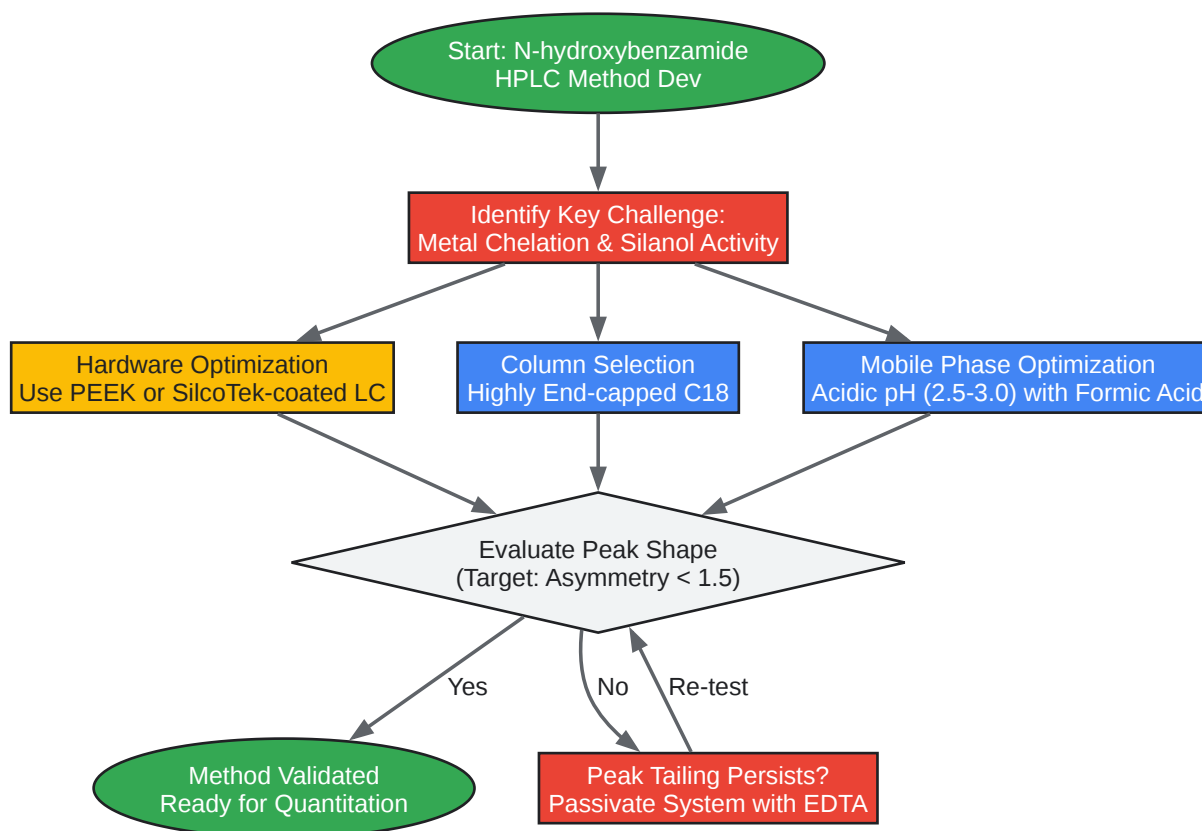 Start: N-hydroxybenzamide
HPLC Method Dev
Identify Key Challenge:
Metal Chelation & Silanol Activity
Hardware Optimization
Use PEEK or SilcoTek-coated LC
Column Selection
Highly End-capped C18
Mobile Phase Optimization
Acidic pH (2.5-3.0) with Formic Acid
Evaluate Peak Shape
(Target: Asymmetry < 1.5)
Yes
No
Re-test
Method Validated
Ready for Quantitation
Peak Tailing Persists?
Passivate System with EDTA